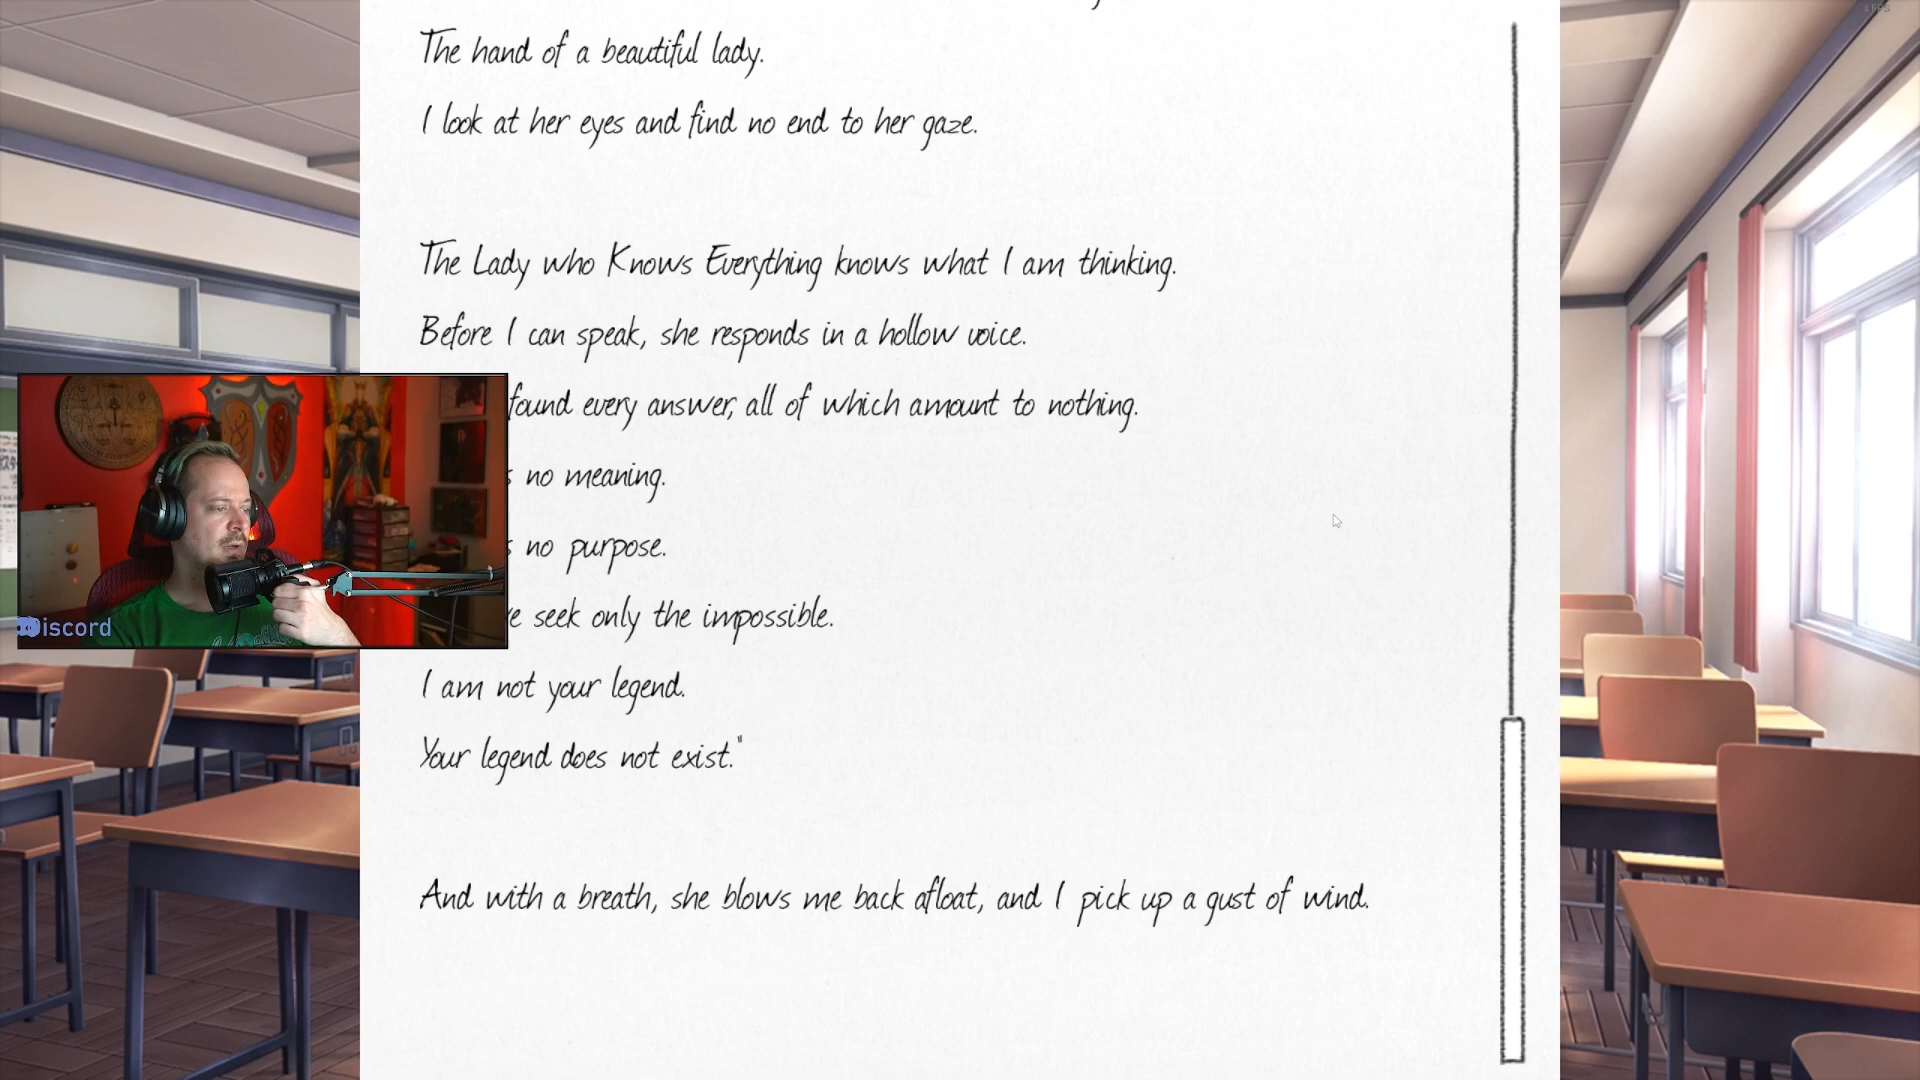 The hand of a beautiful lady.
I look at her eyes and find no end to her gaze.
The Lady who Knows Everything knows what I am thinking.
Before I can speak, she responds in a hollow voice.
found every answer, all of which amount to nothing.
no meaning.
no purpose.
seek only the impossible.
I am not your legend.
Your legend does not exist."
And with a breath, she blows me back afloat, and I pick up a gust of wind.
iscord